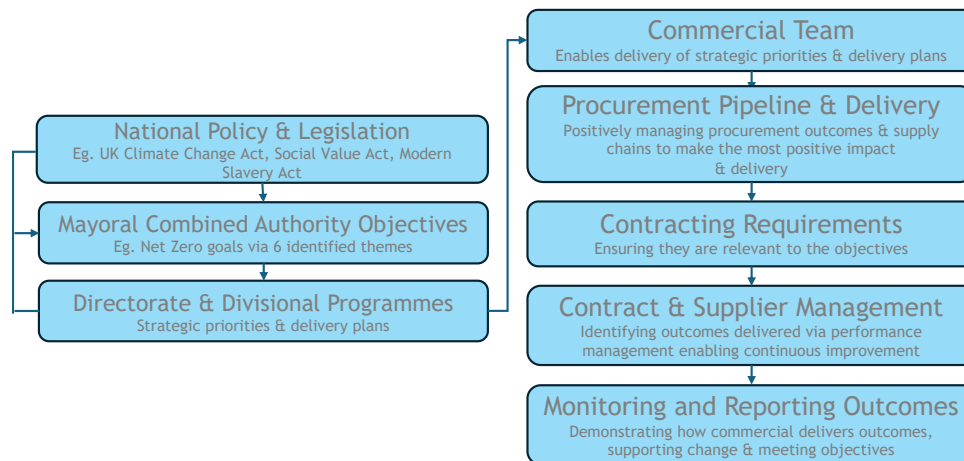 National Policy & Legislation
Eg. UK Climate Change Act, Social Value Act, Modern
Slavery Act
Mayoral Combined Authority Objectives
Eg. Net Zero goals via 6 identified themes
Directorate & Divisional Programmes
Strategic priorities & delivery plans
Commercial Team
Enables delivery of strategic priorities & delivery plans
Procurement Pipeline & Delivery
Positively managing procurement outcomes & supply
chains to make the most positive impact
& delivery
Contracting Requirements
Ensuring they are relevant to the objectives
Contract & Supplier Management
Identifying outcomes delivered via performance
management enabling continuous improvement
Monitoring and Reporting Outcomes
Demonstrating how commercial delivers outcomes,
supporting change & meeting objectives